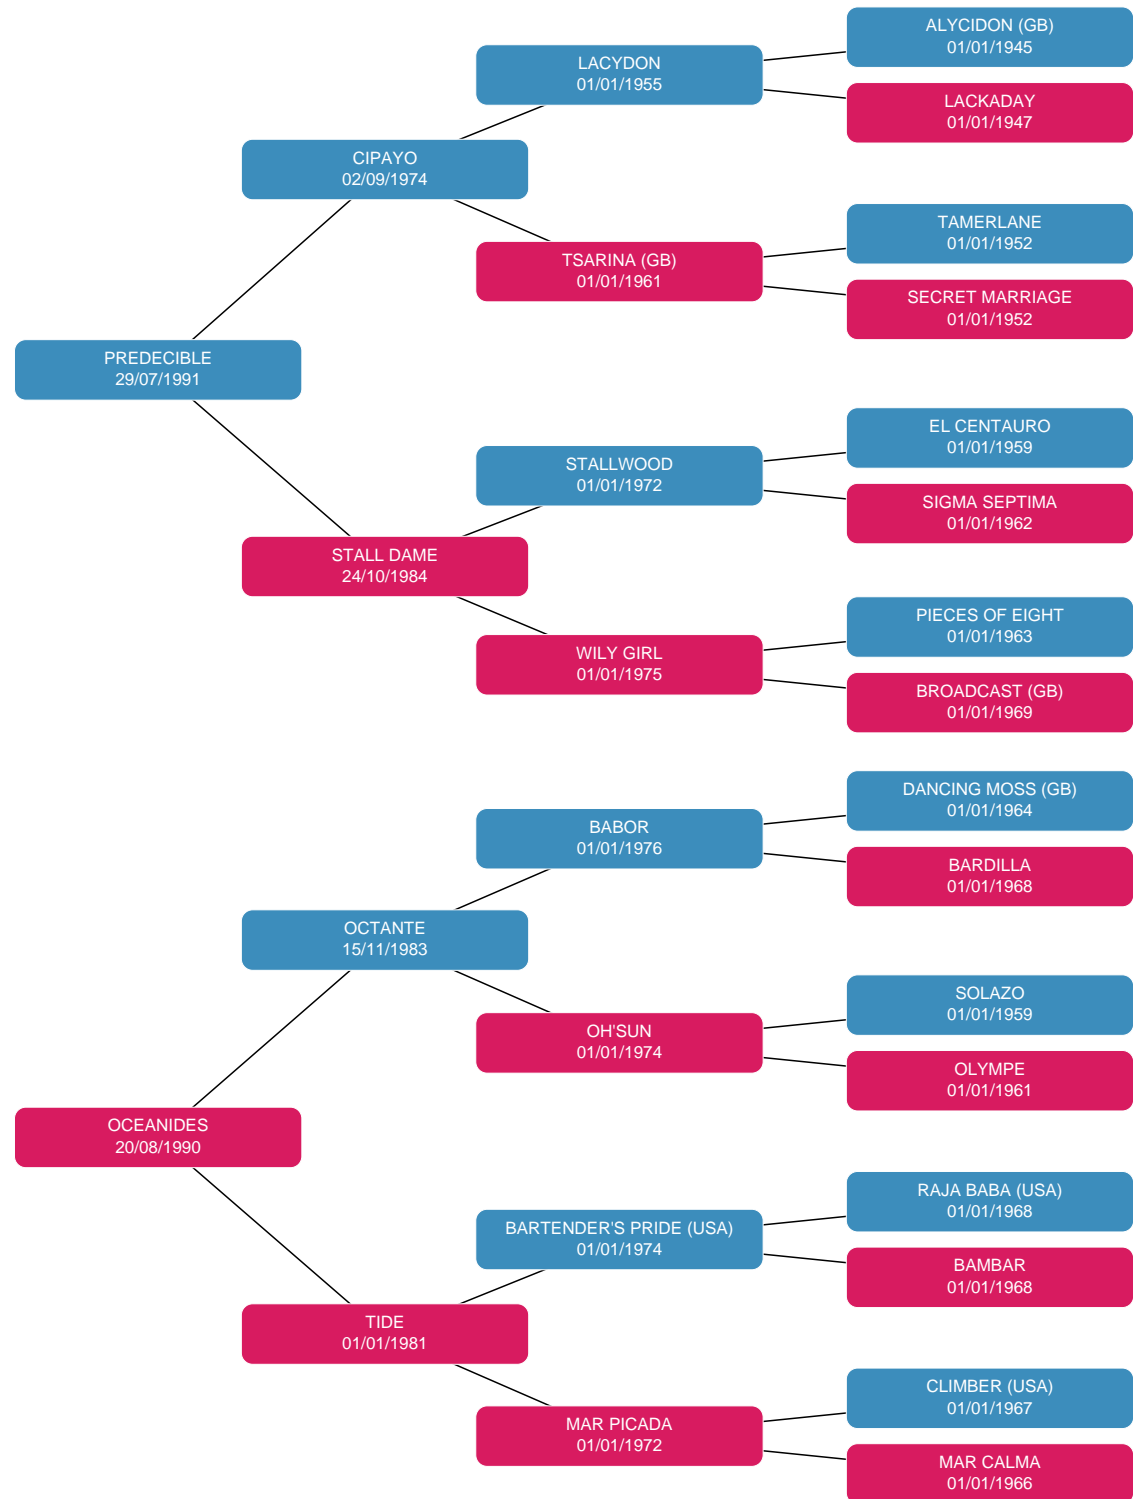 ALYCIDON (GB)
01/01/1945
LACYDON
01/01/1955
LACKADAY
01/01/1947
CIPAYO
02/09/1974
TAMERLANE
01/01/1952
TSARINA (GB)
01/01/1961
SECRET MARRIAGE
01/01/1952
PREDECIBLE
29/07/1991
EL CENTAURO
01/01/1959
STALLWOOD
01/01/1972
SIGMA SEPTIMA
01/01/1962
STALL DAME
24/10/1984
PIECES OF EIGHT
01/01/1963
WILY GIRL
01/01/1975
BROADCAST (GB)
01/01/1969
DANCING MOSS (GB)
01/01/1964
BABOR
01/01/1976
BARDILLA
01/01/1968
OCTANTE
15/11/1983
SOLAZO
01/01/1959
OH'SUN
01/01/1974
OLYMPE
01/01/1961
OCEANIDES
20/08/1990
RAJA BABA (USA)
01/01/1968
BARTENDER'S PRIDE (USA)
01/01/1974
BAMBAR
01/01/1968
TIDE
01/01/1981
CLIMBER (USA)
01/01/1967
MAR PICADA
01/01/1972
MAR CALMA
01/01/1966